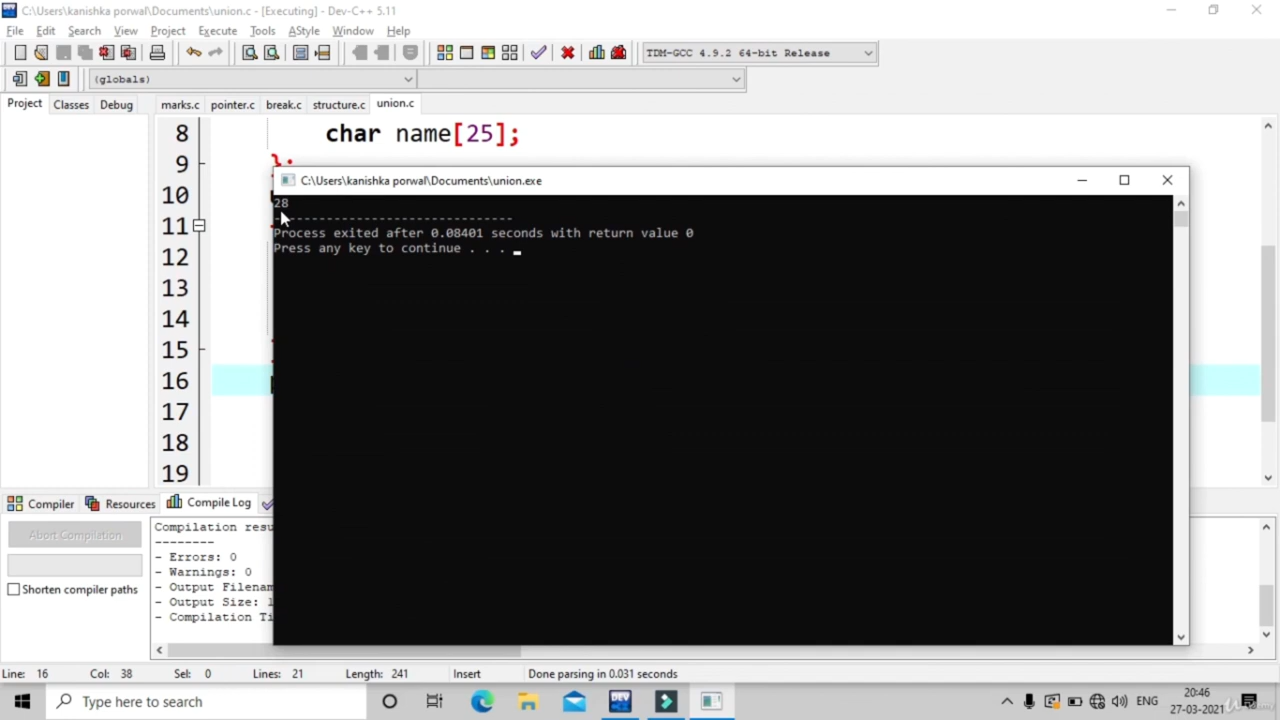 C:\Users\kanishka porwal\Documents\union.c - [Executing] - Dev-C++ 5.11
File Edit Search View Project Execute Tools AStyle Window Help
TDM-GCC 4.9.2 64-bit Release
(globals)
Project Classes Debug marks.c pointer.c break.c structure.c union.c
8 char name[25];
9 };
10
11
12
13
14
15
16
17
18
19
C:\Users\kanishka porwal\Documents\union.exe
28
--------------------------------
Process exited after 0.08401 seconds with return value 0
Press any key to continue . . .
Compiler Resources Compile Log
Abort Compilation
Shorten compiler paths
Compilation
--------
- Errors: 0
- Warnings: 0
- Output
- Output Size:
- Compilation
Line: 16 Col: 38 Sel: 0 Lines: 21 Length: 241 Insert Done parsing in 0.031 seconds
Type here to search
DEV
ENG
20:46
27-03-2021